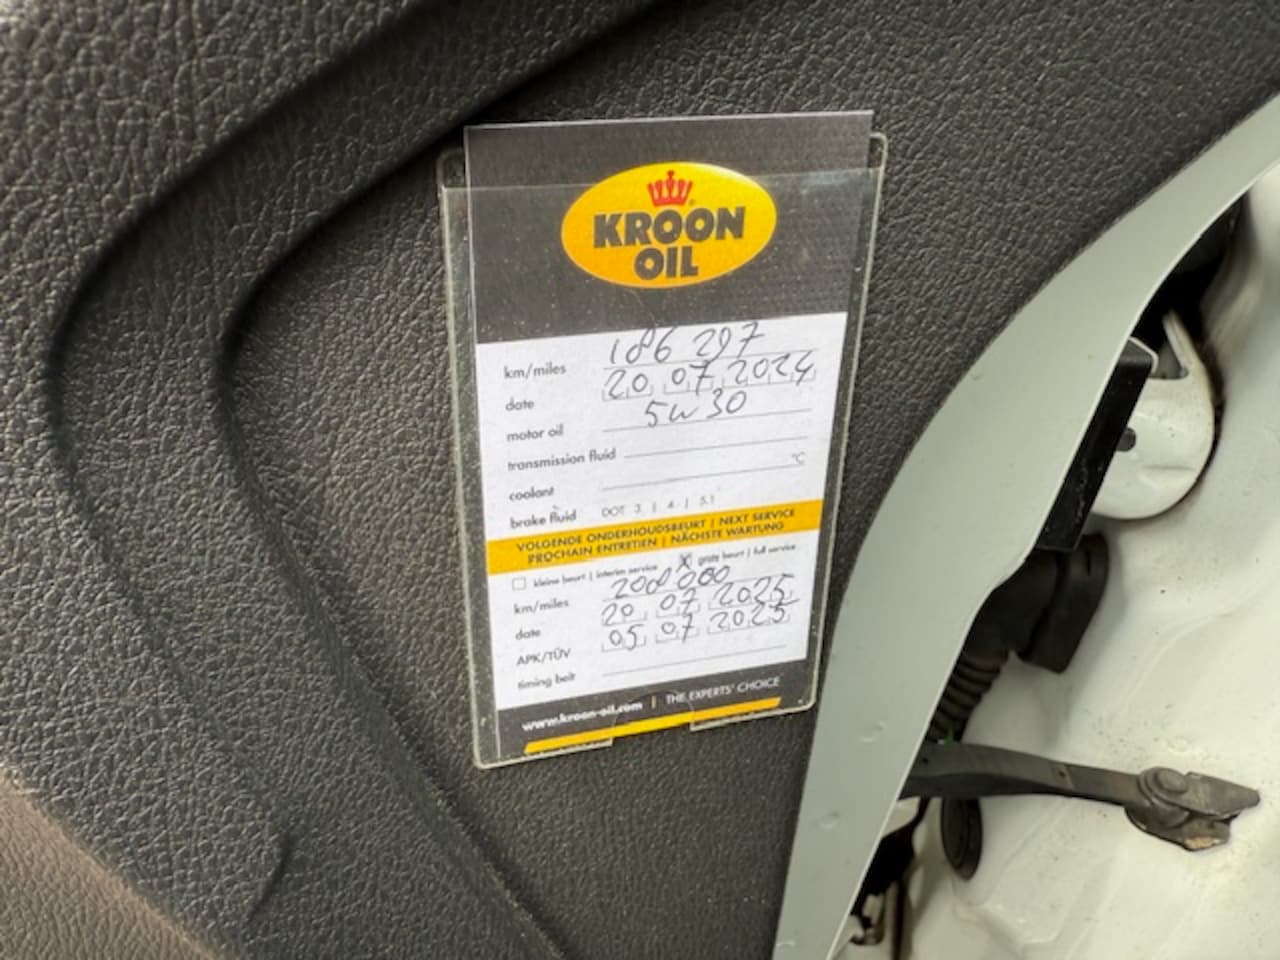 KROON
OIL
km/miles 186 297
date 20 07 2024
motor oil 5w30
transmission fluid
coolant °C
brake fluid DOT 3 | 4 | 5.1
VOLGENDE ONDERHOUDSBEURT | NEXT SERVICE
PROCHAIN ENTRETIEN | NÄCHSTE WARTUNG
kleine beurt | interim service X grote beurt | full service
km/miles 208 000
date 20 07 2025
APK/TÜV 05 07 2025
timing belt
www.kroon-oil.com | THE EXPERTS' CHOICE